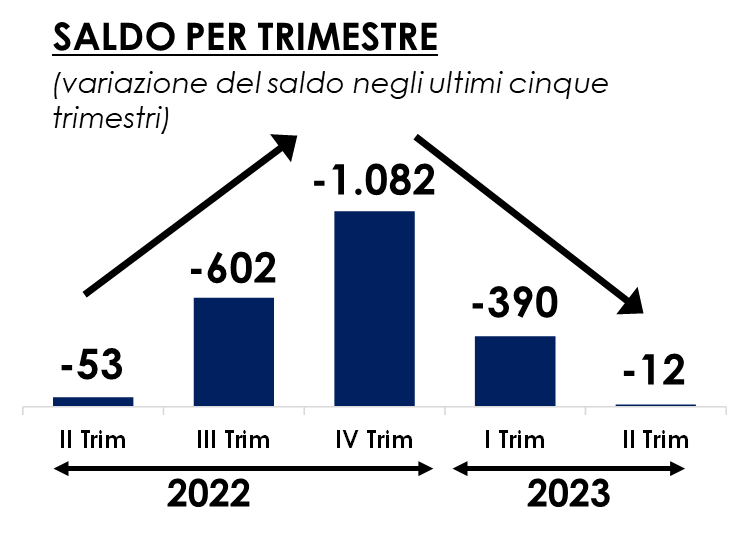 SALDO PER TRIMESTRE
(variazione del saldo negli ultimi cinque
trimestri)
-1.082
-602
-390
-53
-12
II Trim
III Trim
IV Trim
I Trim
II Trim
2022
2023